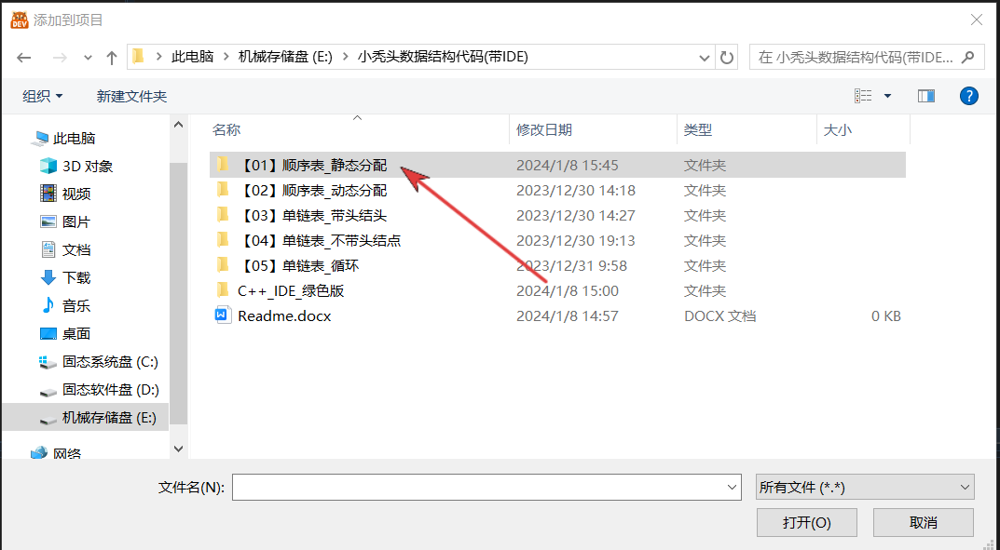 DEV 添加到项目
此电脑 机械存储盘 (E:) 小秃头数据结构代码(带IDE)
在 小秃头数据结构代码(带IDE...
组织 新建文件夹
?
名称 修改日期 类型 大小
此电脑
3D 对象
视频
图片
文档
下载
音乐
桌面
固态系统盘 (C:)
固态软件盘 (D:)
机械存储盘 (E:)
网络
【01】顺序表_静态分配 2024/1/8 15:45 文件夹
【02】顺序表_动态分配 2023/12/30 14:18 文件夹
【03】单链表_带头结头 2023/12/30 14:27 文件夹
【04】单链表_不带头结点 2023/12/30 19:13 文件夹
【05】单链表_循环 2023/12/31 9:58 文件夹
C++_IDE_绿色版 2024/1/8 15:00 文件夹
W Readme.docx 2024/1/8 14:57 DOCX 文档 0 KB
文件名(N):
所有文件 (*.*)
打开(O) 取消